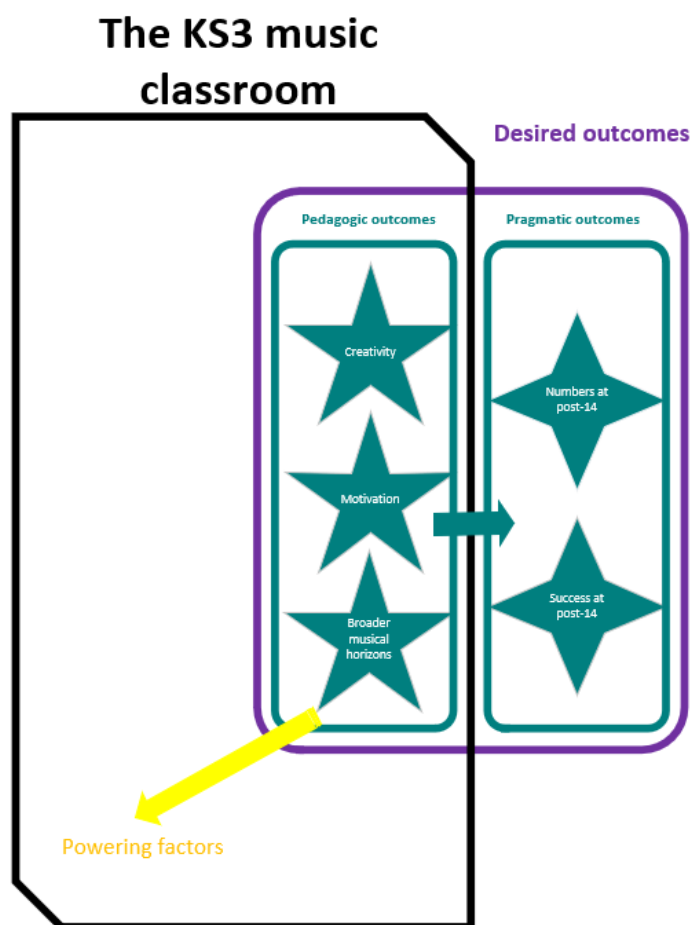 The KS3 music
classroom
Desired outcomes
Pedagogic outcomes
Pragmatic outcomes
Creativity
Motivation
Broader
musical
horizons
Numbers at
post-14
Success at
post-14
Powering factors